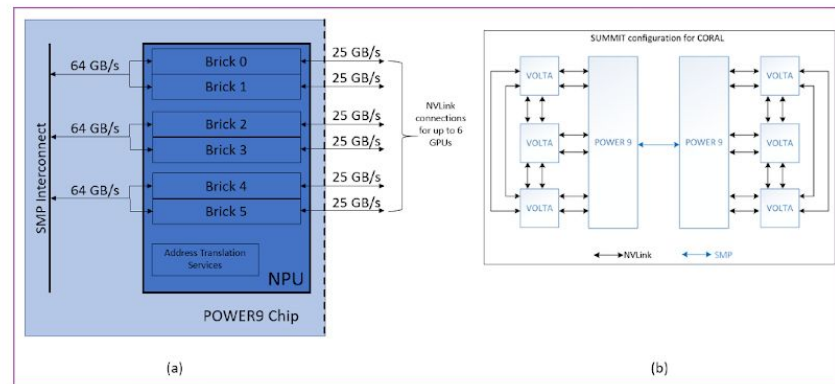 64 GB/s
64 GB/s
64 GB/s
SMP Interconnect
Brick 0
Brick 1
Brick 2
Brick 3
Brick 4
Brick 5
Address Translation
Services
NPU
POWER9 Chip
25 GB/s
25 GB/s
25 GB/s
25 GB/s
25 GB/s
25 GB/s
NVLink
connections
for up to 6
GPUs
(a)
SUMMIT configuration for CORAL
VOLTA
VOLTA
VOLTA
POWER 9
POWER 9
VOLTA
VOLTA
VOLTA
NVLink
SMP
(b)